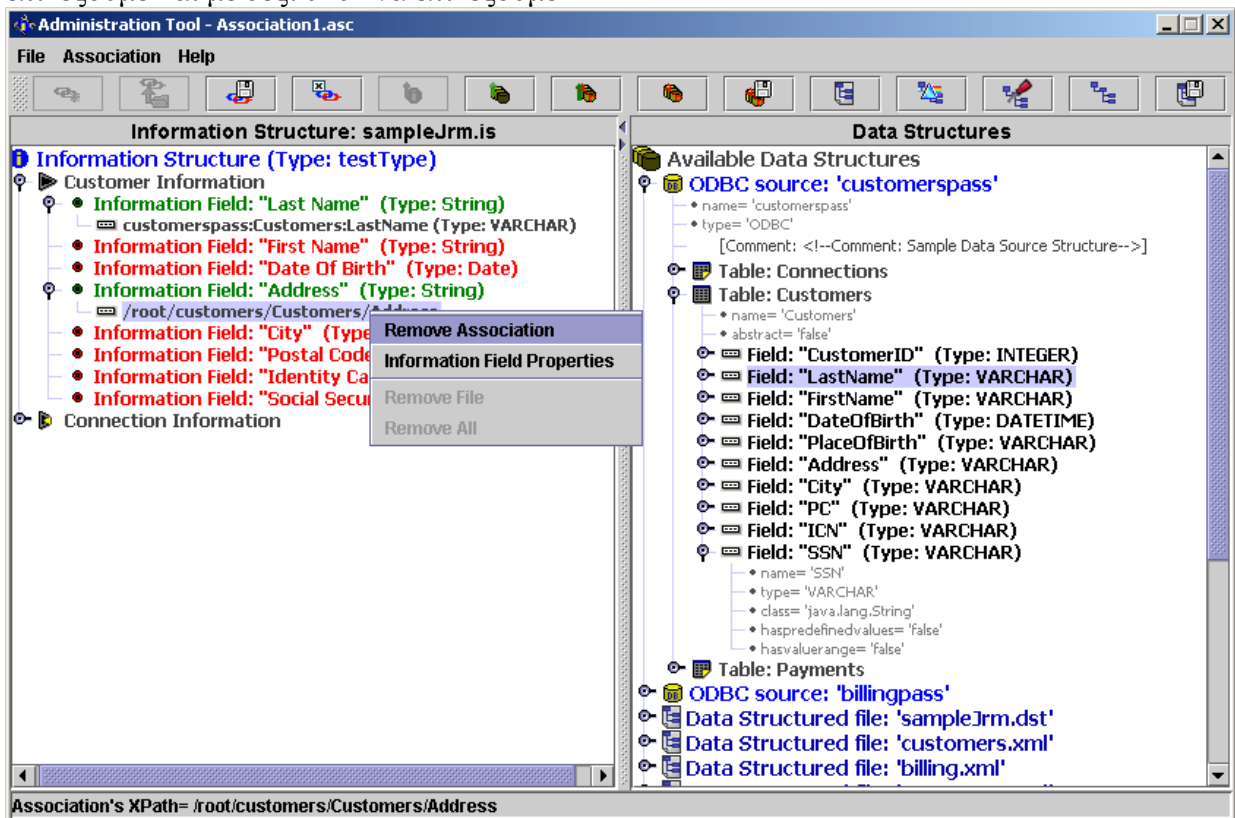 Administration Tool - Association1.asc
File Association Help
Information Structure: sampleJrm.is
Information Structure (Type: testType)
Customer Information
Information Field: "Last Name" (Type: String)
customerspass:Customers:LastName (Type: VARCHAR)
Information Field: "First Name" (Type: String)
Information Field: "Date Of Birth" (Type: Date)
Information Field: "Address" (Type: String)
/root/customers/Customers/Address
Information Field: "City" (Type
Information Field: "Postal Code
Information Field: "Identity Ca
Information Field: "Social Secur
Connection Information
Remove Association
Information Field Properties
Remove File
Remove All
Data Structures
Available Data Structures
ODBC source: 'customerspass'
name= 'customerspass'
type= 'ODBC'
[Comment: <!--Comment: Sample Data Source Structure-->]
Table: Connections
Table: Customers
name= 'Customers'
abstract= 'false'
Field: "CustomerID" (Type: INTEGER)
Field: "LastName" (Type: VARCHAR)
Field: "FirstName" (Type: VARCHAR)
Field: "DateOfBirth" (Type: DATETIME)
Field: "PlaceOfBirth" (Type: VARCHAR)
Field: "Address" (Type: VARCHAR)
Field: "City" (Type: VARCHAR)
Field: "PC" (Type: VARCHAR)
Field: "ICN" (Type: VARCHAR)
Field: "SSN" (Type: VARCHAR)
name= 'SSN'
type= 'VARCHAR'
class= 'java.lang.String'
haspredefinedvalues= 'false'
hasvaluerange= 'false'
Table: Payments
ODBC source: 'billingpass'
Data Structured file: 'sampleJrm.dst'
Data Structured file: 'customers.xml'
Data Structured file: 'billing.xml'
Association's XPath= /root/customers/Customers/Address